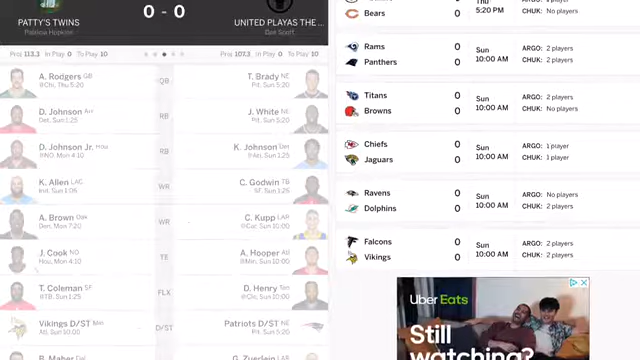 0 - 0
PATTY'S TWINS
Patricia Hopkins
UNITED PLAYAS THE ...
Dell Scott
Proj 113.3 In Play 0 To Play 10
Proj 107.3 In Play 0 To Play 10
A. Rodgers GB
@Chi, Thu 5:20
QB
T. Brady NE
Pit, Sun 5:20
D. Johnson Ari
Det, Sun 1:25
RB
J. White NE
Pit, Sun 5:20
D. Johnson Jr. Hou
@NO, Mon 4:10
RB
K. Johnson Det
@Ari, Sun 1:25
K. Allen LAC
Ind, Sun 1:05
WR
C. Godwin TB
SF, Sun 1:25
A. Brown Oak
Den, Mon 7:20
WR
C. Kupp LAR
@Car, Sun 10:00
J. Cook NO
Hou, Mon 4:10
TE
A. Hooper Atl
@Min, Sun 10:00
T. Coleman SF
@TB, Sun 1:25
FLX
D. Henry Ten
@Cle, Sun 10:00
Vikings D/ST Min
Atl, Sun 10:00
D/ST
Patriots D/ST NE
Pit, Sun 5:20
B. Maher Dal
G. Zuerlein LAR
Bears
0
Thu
5:20 PM
CHUK: No players
Rams 0
Panthers 0
Sun
10:00 AM
ARGO: 2 players
CHUK: 2 players
Titans 0
Browns 0
Sun
10:00 AM
ARGO: 2 players
CHUK: No players
Chiefs 0
Jaguars 0
Sun
10:00 AM
ARGO: 1 player
CHUK: 1 player
Ravens 0
Dolphins 0
Sun
10:00 AM
ARGO: No players
CHUK: 2 players
Falcons 0
Vikings 0
Sun
10:00 AM
ARGO: 2 players
CHUK: 2 players
Uber Eats
Still
watching?